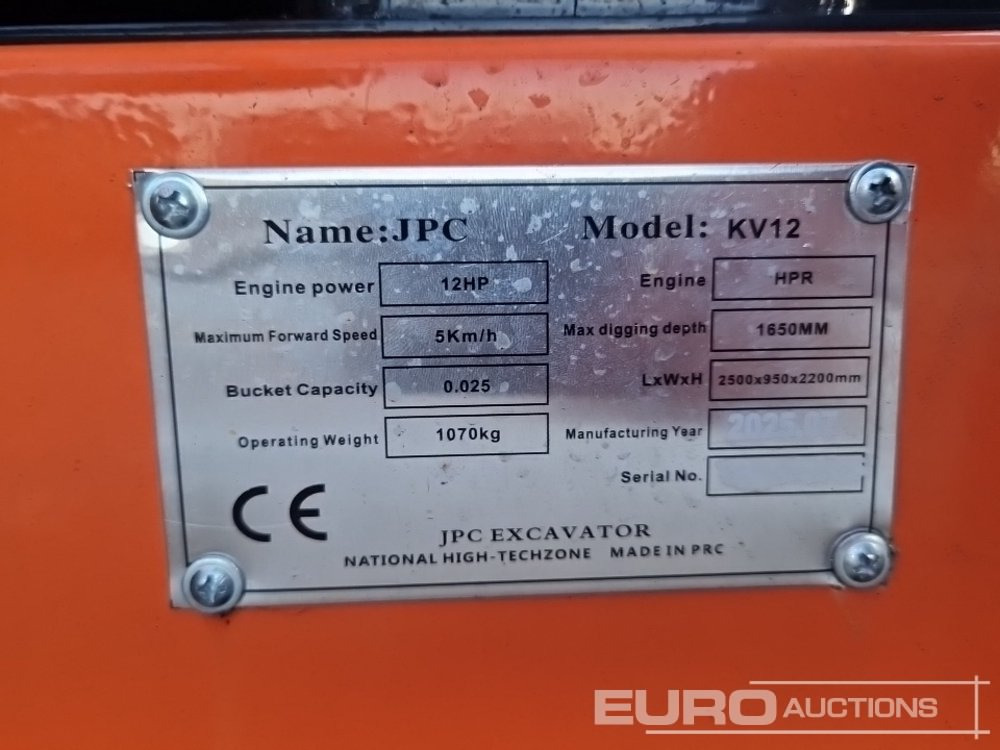 Name:JPC Model: KV12
Engine power 12HP Engine HPR
Maximum Forward Speed 5Km/h Max digging depth 1650MM
Bucket Capacity 0.025 LxWxH 2500x950x2200mm
Operating Weight 1070kg Manufacturing Year 2025.07
Serial No.
CE
JPC EXCAVATOR
NATIONAL HIGH-TECHZONE MADE IN PRC
EURO AUCTIONS